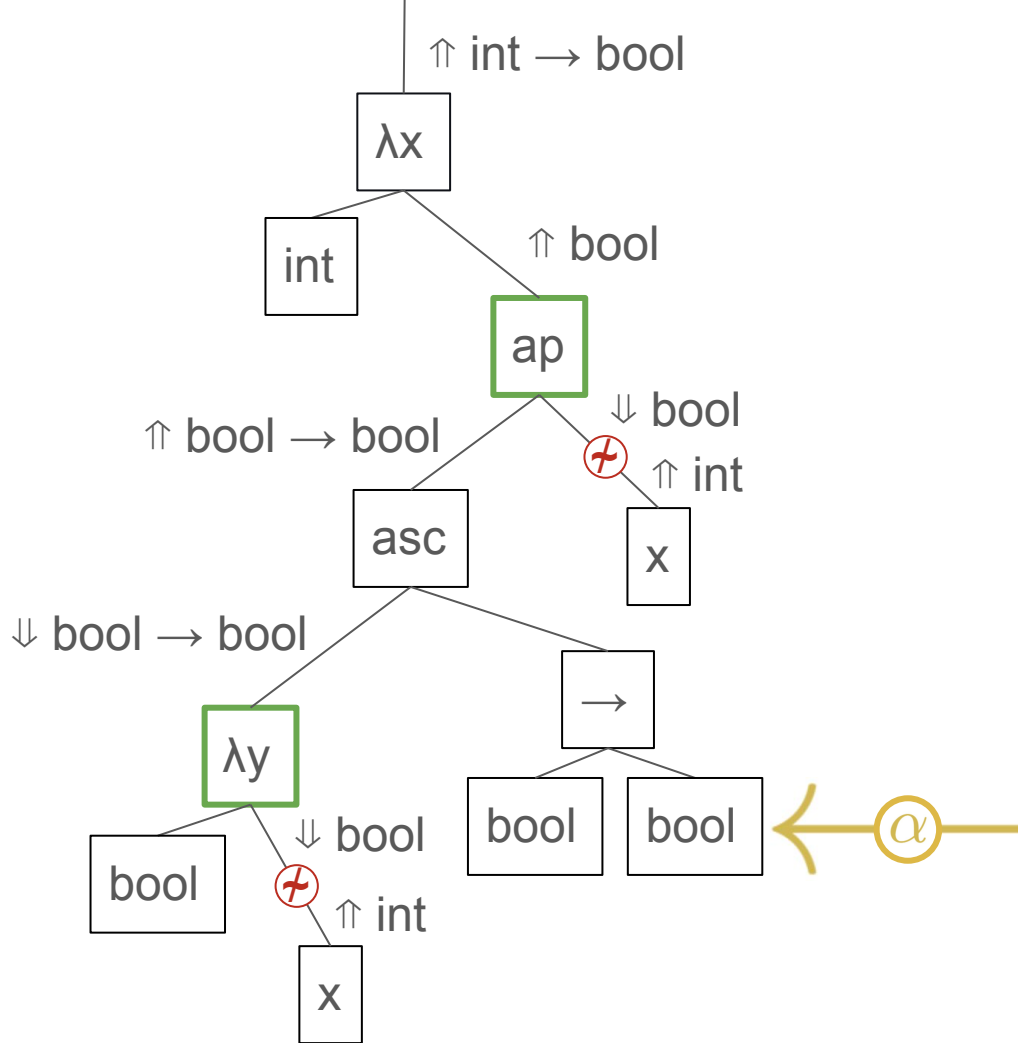 ⇑ int → bool
λx
int
⇑ bool
ap
⇓ bool
⇑ bool → bool
≁
⇑ int
asc
x
⇓ bool → bool
→
λy
bool
bool
α
⇓ bool
bool
≁
⇑ int
x